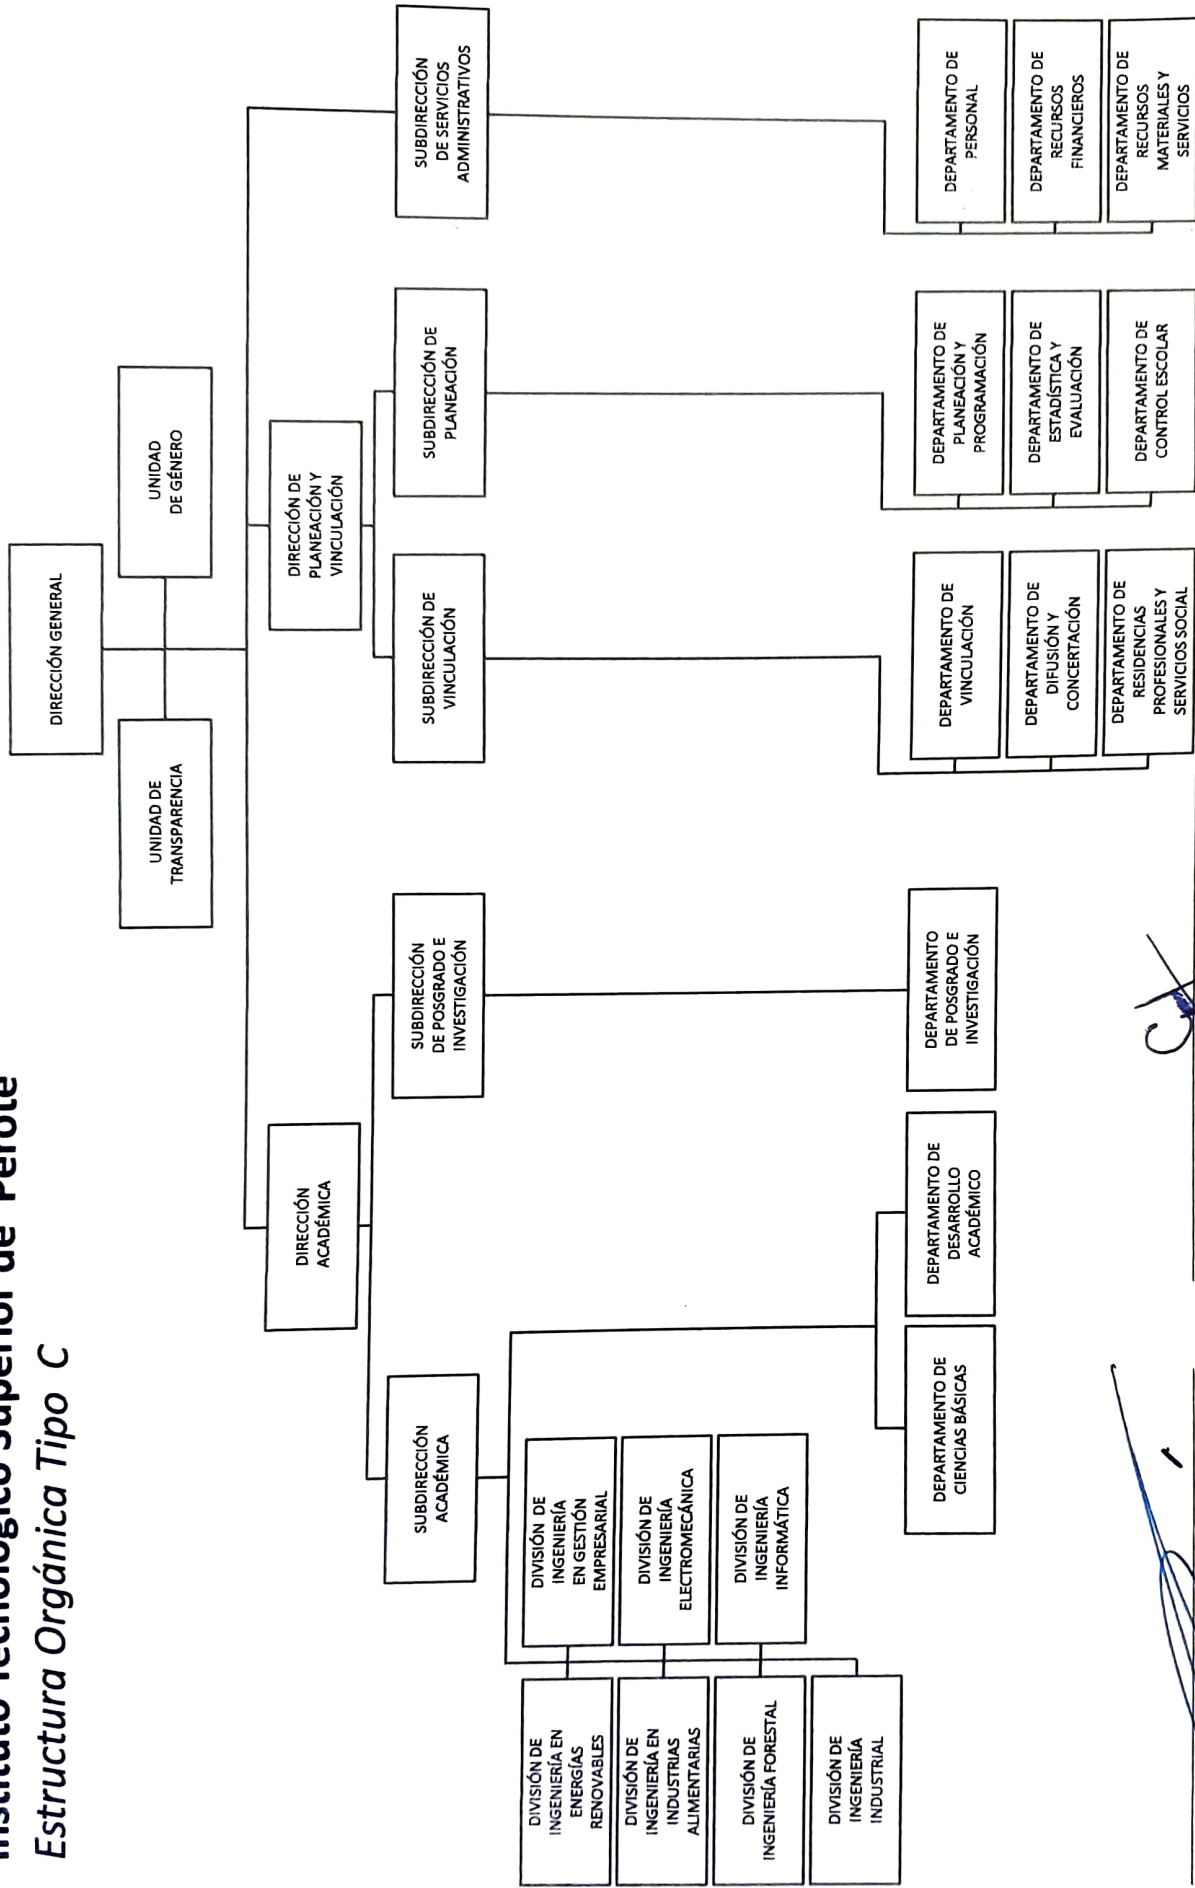 Instituto Tecnológico Superior de Perote
Estructura Orgánica Tipo C
DIRECCIÓN GENERAL
UNIDAD DE
TRANSPARENCIA
UNIDAD
DE GÉNERO
DIRECCIÓN
ACADÉMICA
DIRECCIÓN DE
PLANEACIÓN Y
VINCULACIÓN
SUBDIRECCIÓN
ACADÉMICA
SUBDIRECCIÓN
DE POSGRADO E
INVESTIGACIÓN
SUBDIRECCIÓN DE
VINCULACIÓN
SUBDIRECCIÓN DE
PLANEACIÓN
SUBDIRECCIÓN
DE SERVICIOS
ADMINISTRATIVOS
DIVISIÓN DE
INGENIERÍA EN
ENERGÍAS
RENOVABLES
DIVISIÓN DE
INGENIERÍA
EN GESTIÓN
EMPRESARIAL
DIVISIÓN DE
INGENIERÍA EN
INDUSTRIAS
ALIMENTARIAS
DIVISIÓN DE
INGENIERÍA
ELECTROMECÁNICA
DIVISIÓN DE
INGENIERÍA FORESTAL
DIVISIÓN DE
INGENIERÍA
INFORMÁTICA
DIVISIÓN DE
INGENIERÍA
INDUSTRIAL
DEPARTAMENTO DE
CIENCIAS BÁSICAS
DEPARTAMENTO DE
DESARROLLO
ACADÉMICO
DEPARTAMENTO
DE POSGRADO E
INVESTIGACIÓN
DEPARTAMENTO DE
VINCULACIÓN
DEPARTAMENTO DE
DIFUSIÓN Y
CONCERTACIÓN
DEPARTAMENTO DE
RESIDENCIAS
PROFESIONALES Y
SERVICIOS SOCIAL
DEPARTAMENTO DE
PLANEACIÓN Y
PROGRAMACIÓN
DEPARTAMENTO DE
ESTADÍSTICA Y
EVALUACIÓN
DEPARTAMENTO DE
CONTROL ESCOLAR
DEPARTAMENTO DE
PERSONAL
DEPARTAMENTO DE
RECURSOS
FINANCIEROS
DEPARTAMENTO DE
RECURSOS
MATERIALES Y
SERVICIOS